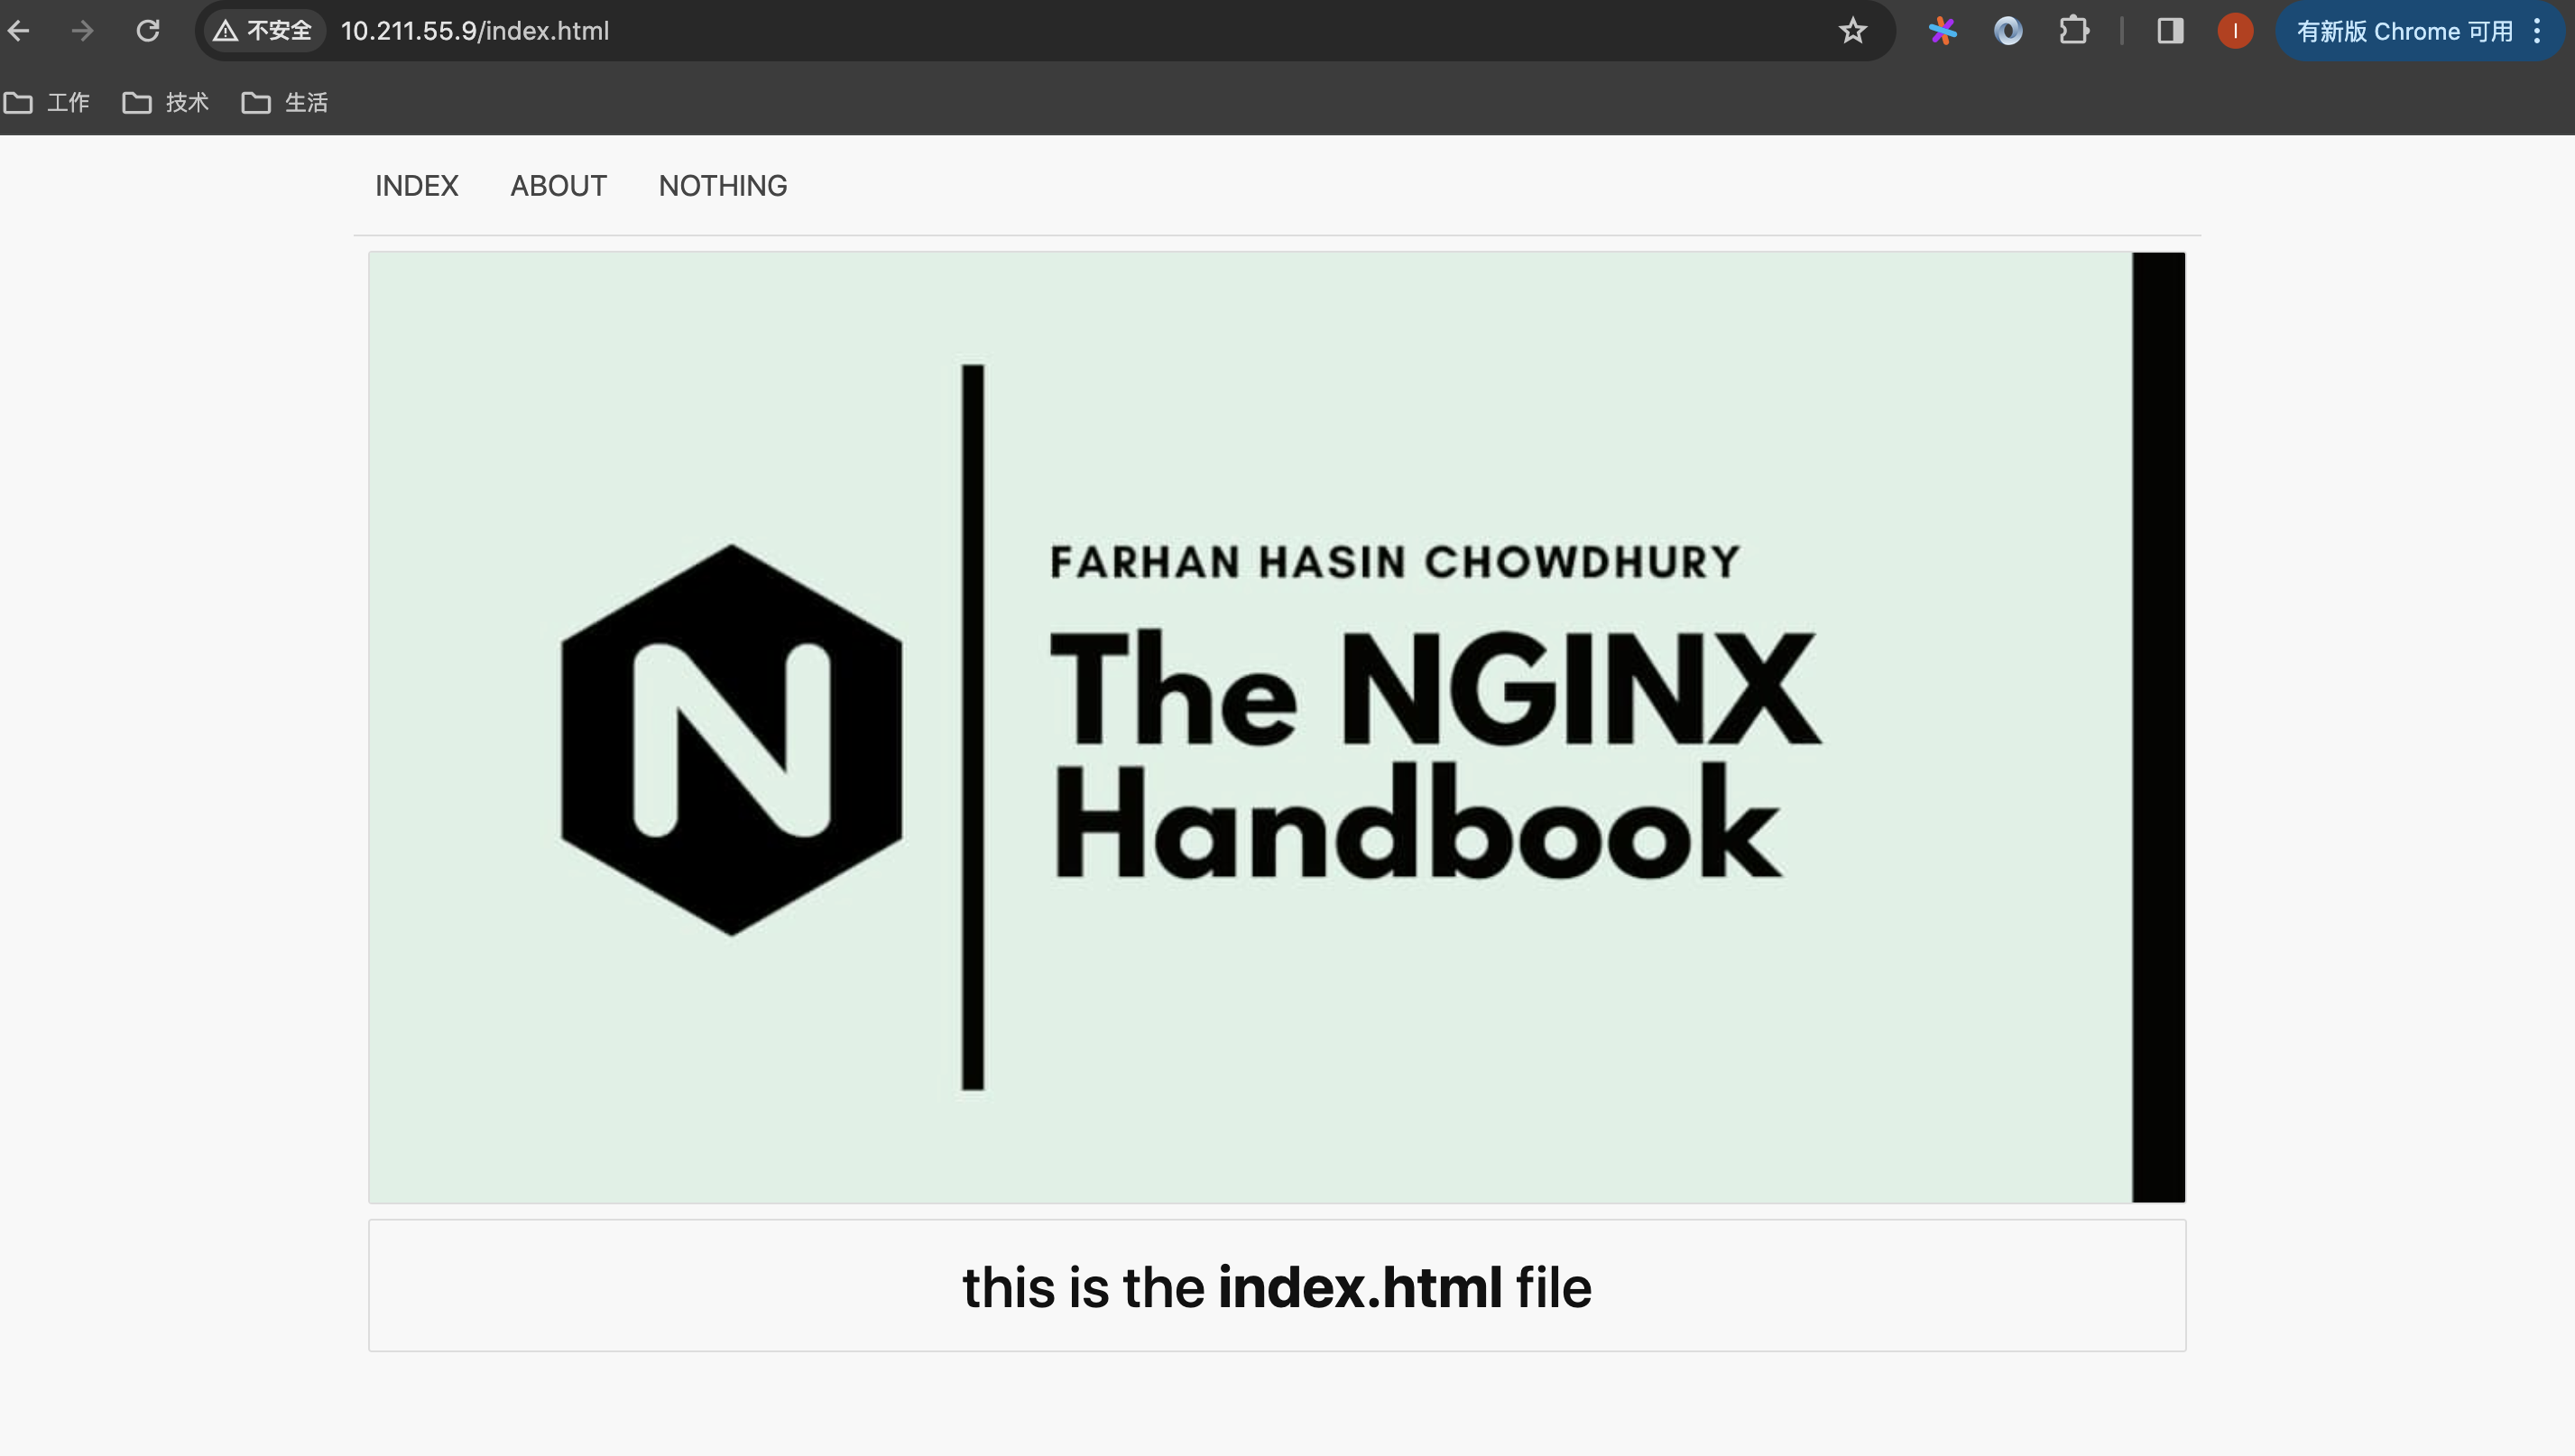 不安全 10.211.55.9/index.html I 有新版 Chrome 可用
工作 技术 生活
INDEX ABOUT NOTHING
N
FARHAN HASIN CHOWDHURY
The NGINX
Handbook
this is the index.html file